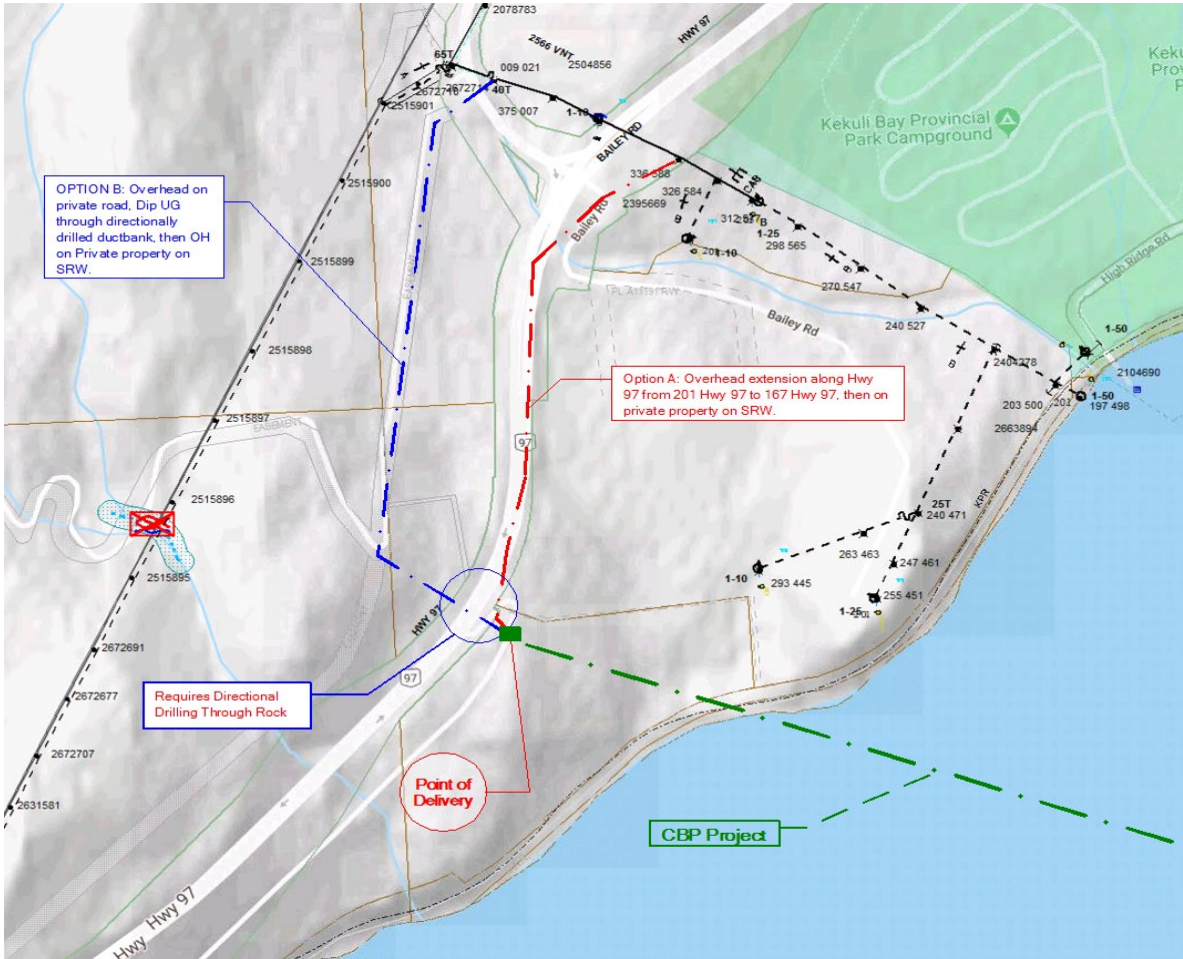 2078783
2566 VNT
2504856
HWY 97
65T
009 021
A
2515901
40T
375 007
1-10
BAILEY RD
Kekuli Bay Provincial
Park Campground
OPTION B: Overhead on
private road, Dip UG
through directionally
drilled ductbank, then OH
on Private property on
SRW.
2515900
336 588
326 584
CAB
2395669
B
B
1-25
298 565
1-10
Bailey Rd
2515899
270 547
B
High Ridge Rd
240 527
Bailey Rd
B
2404278
1-50
2104690
2515898
Option A: Overhead extension along Hwy
97 from 201 Hwy 97 to 167 Hwy 97, then on
private property on SRW.
203 500
201
1-50
197 498
2515897
EASEMENT
97
2663894
2515896
KPR
25T
240 471
263 463
2515895
1-10
293 445
247 461
255 451
1-25
HWY 97
2672691
97
2672677
Requires Directional
Drilling Through Rock
2672707
Point of
Delivery
2631581
CBP Project
Hwy
Hwy 97